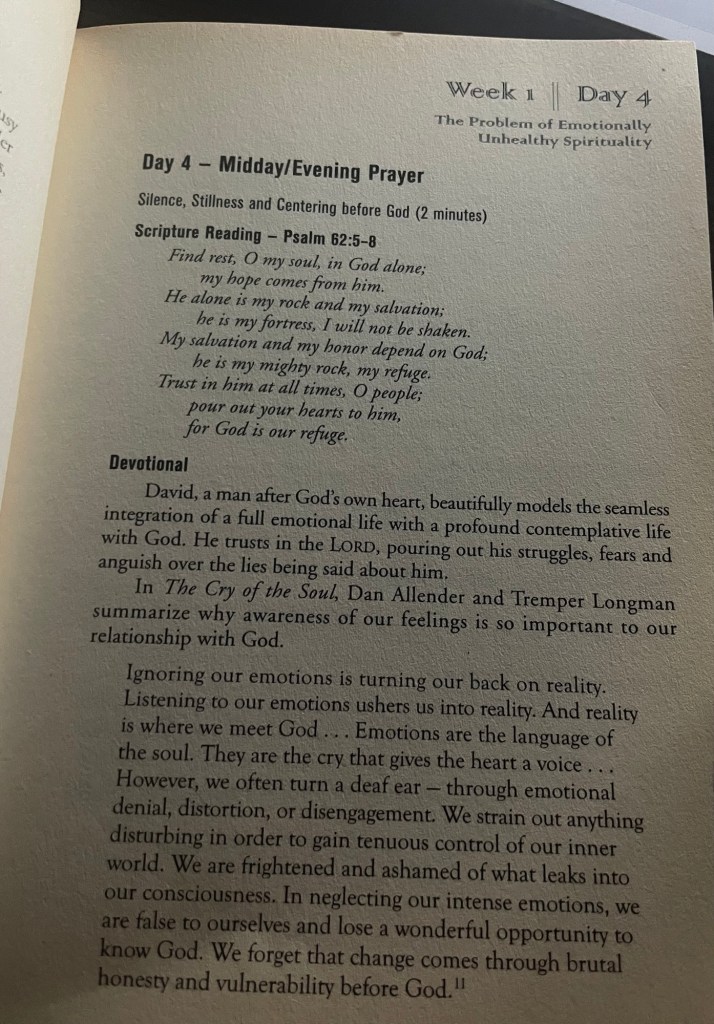 usy
er
s,
Week 1 || Day 4
The Problem of Emotionally
Unhealthy Spirituality
Day 4 – Midday/Evening Prayer
Silence, Stillness and Centering before God (2 minutes)
Scripture Reading – Psalm 62:5–8
Find rest, O my soul, in God alone;
my hope comes from him.
He alone is my rock and my salvation;
he is my fortress, I will not be shaken.
My salvation and my honor depend on God;
he is my mighty rock, my refuge.
Trust in him at all times, O people;
pour out your hearts to him,
for God is our refuge.
Devotional
David, a man after God's own heart, beautifully models the seamless
integration of a full emotional life with a profound contemplative life
with God. He trusts in the LORD, pouring out his struggles, fears and
anguish over the lies being said about him.
In The Cry of the Soul, Dan Allender and Tremper Longman
summarize why awareness of our feelings is so important to our
relationship with God.
Ignoring our emotions is turning our back on reality.
Listening to our emotions ushers us into reality. And reality
is where we meet God . . . Emotions are the language of
the soul. They are the cry that gives the heart a voice . . .
However, we often turn a deaf ear – through emotional
denial, distortion, or disengagement. We strain out anything
disturbing in order to gain tenuous control of our inner
world. We are frightened and ashamed of what leaks into
our consciousness. In neglecting our intense emotions, we
are false to ourselves and lose a wonderful opportunity to
know God. We forget that change comes through brutal
honesty and vulnerability before God.11